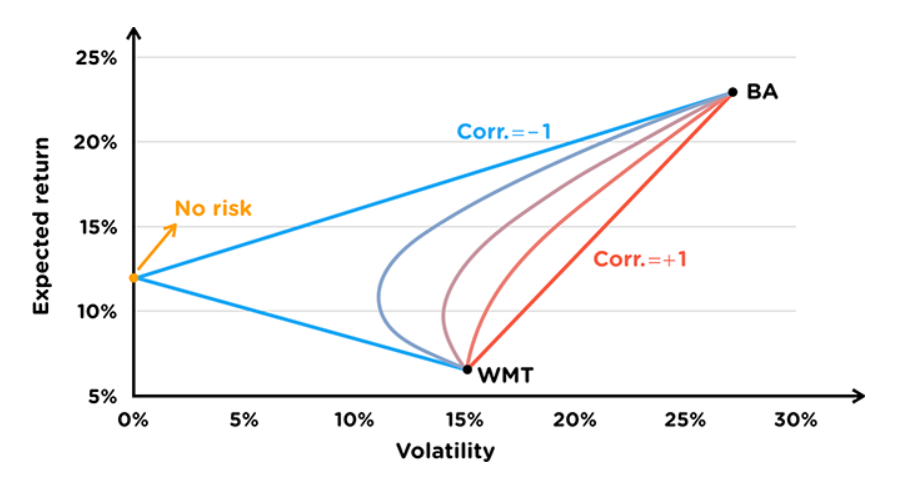 25%
BA
Corr.=–1
20%
No risk
15%
Corr.=+1
10%
WMT
5%
0% 5% 10% 15% 20% 25% 30%
Volatility
Expected return